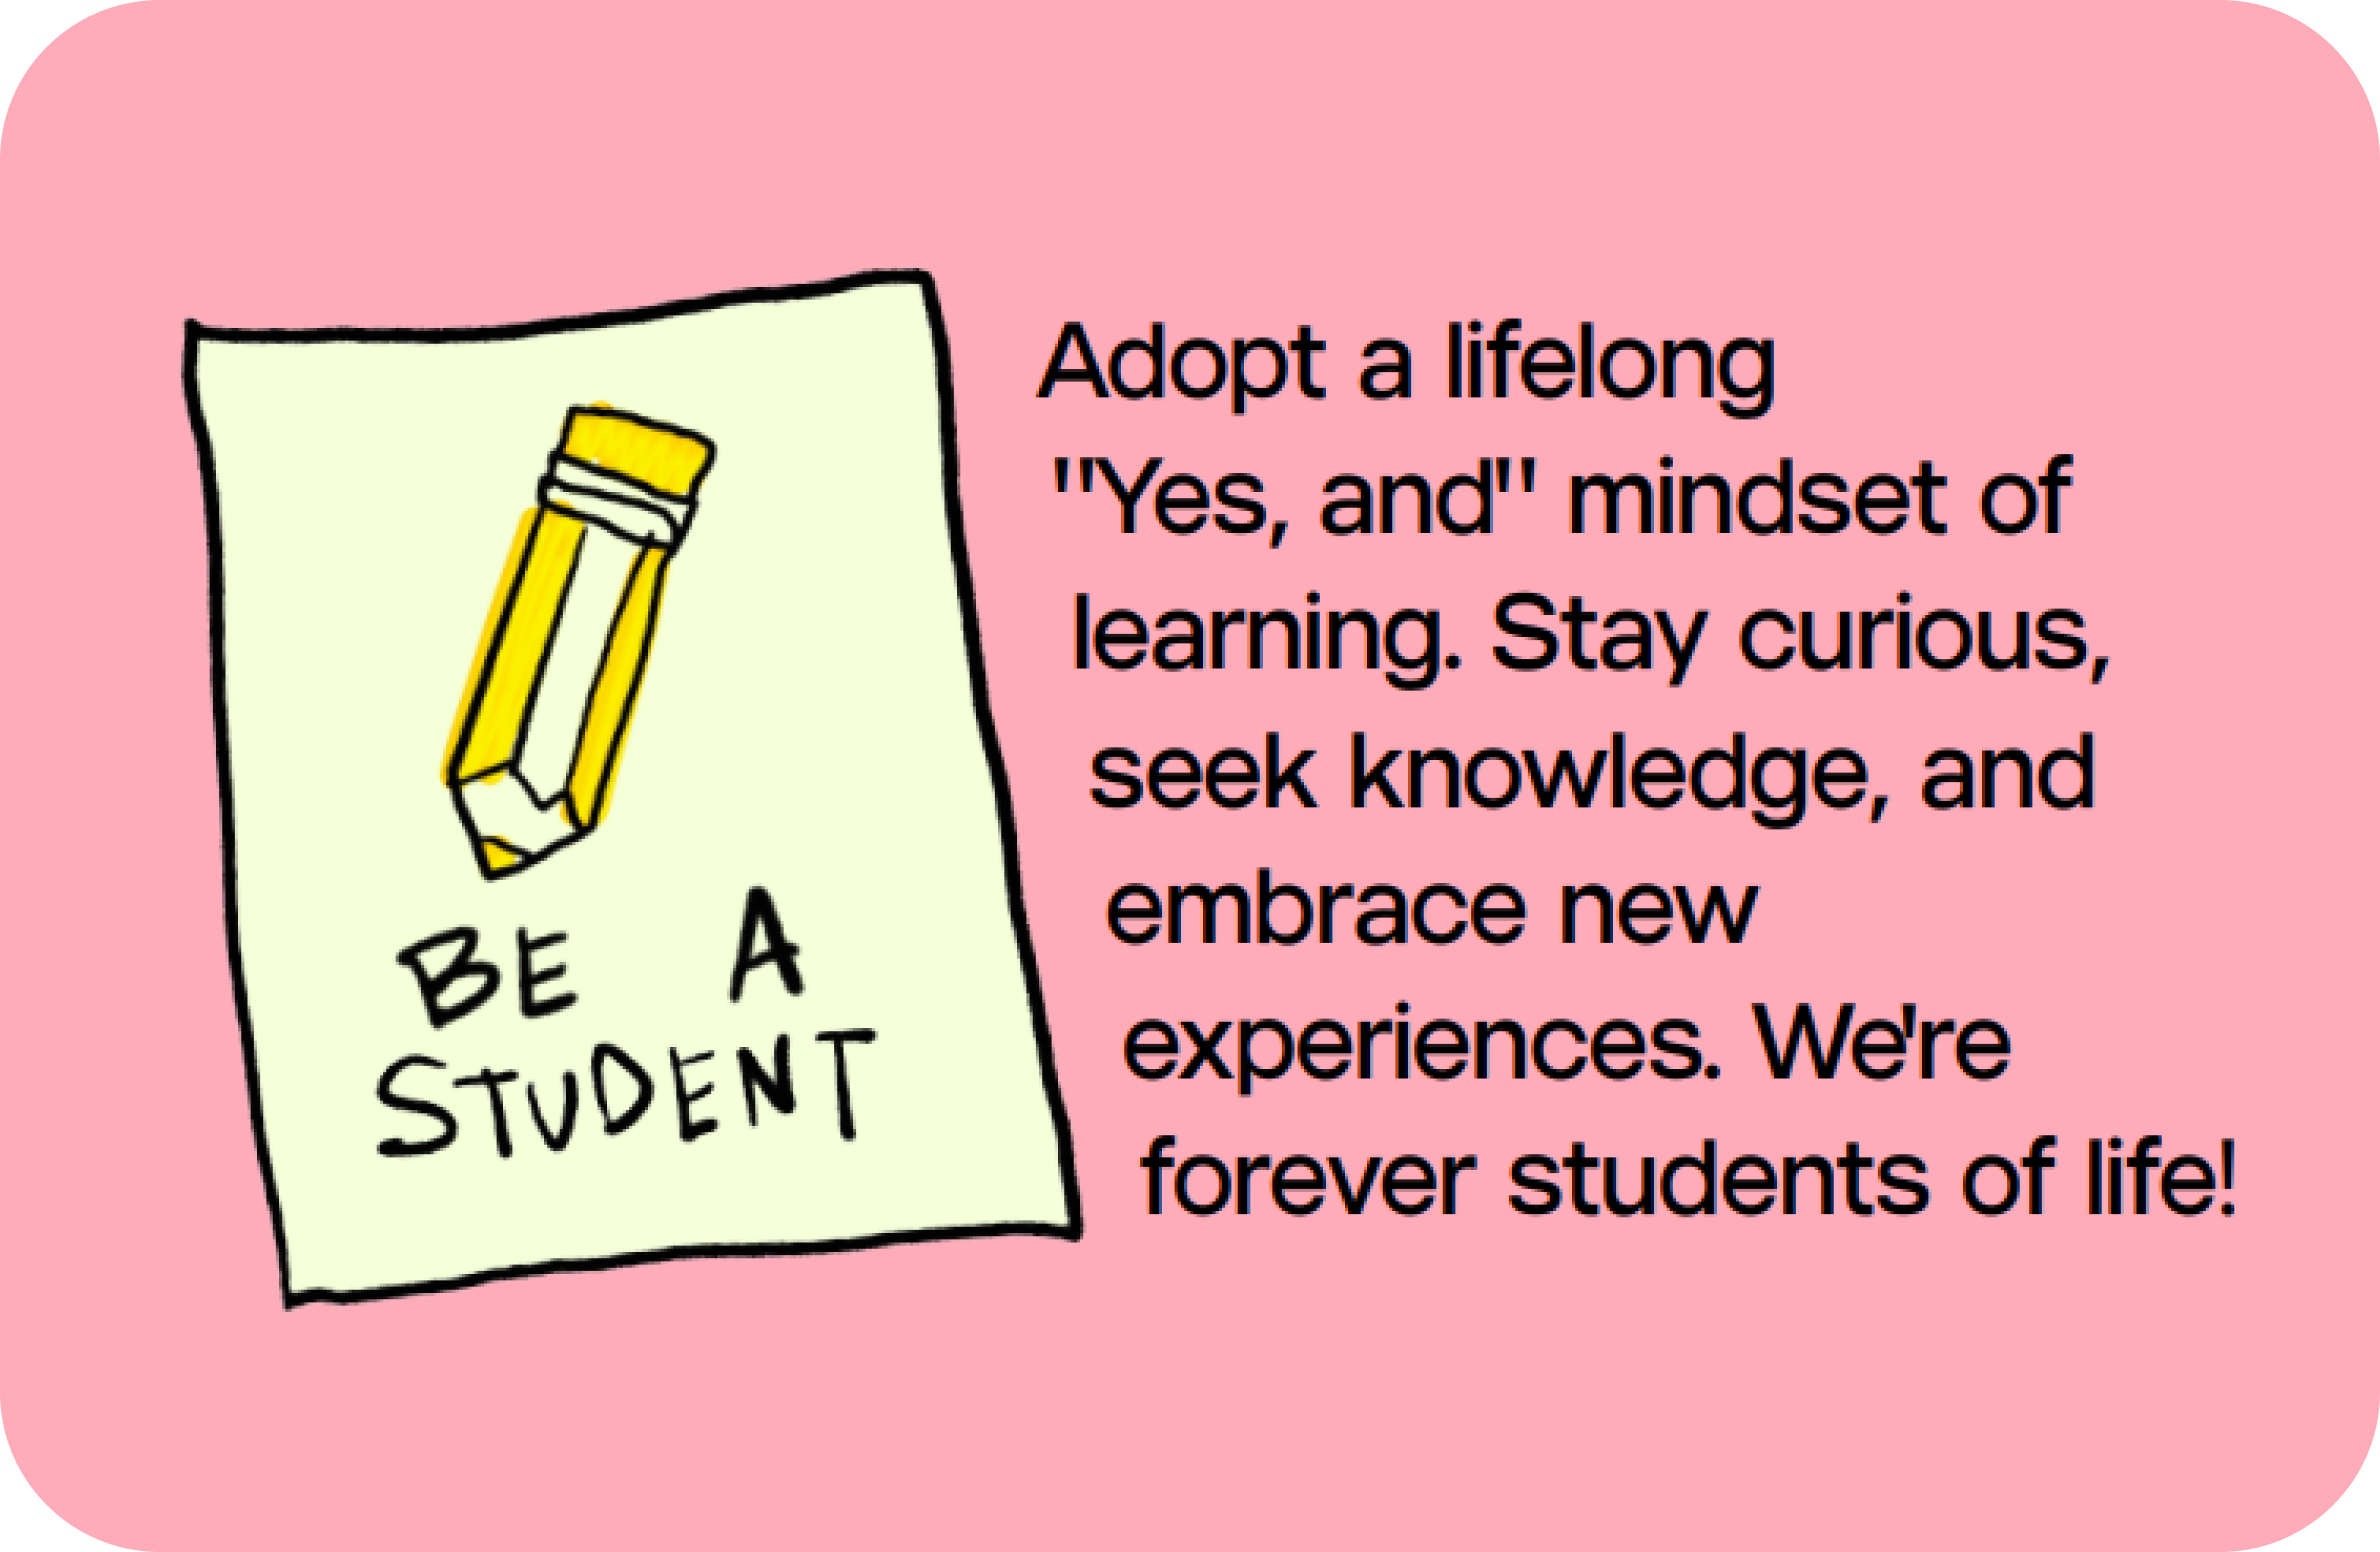 BE A
STUDENT
Adopt a lifelong
"Yes, and" mindset of
learning. Stay curious,
seek knowledge, and
embrace new
experiences. We're
forever students of life!